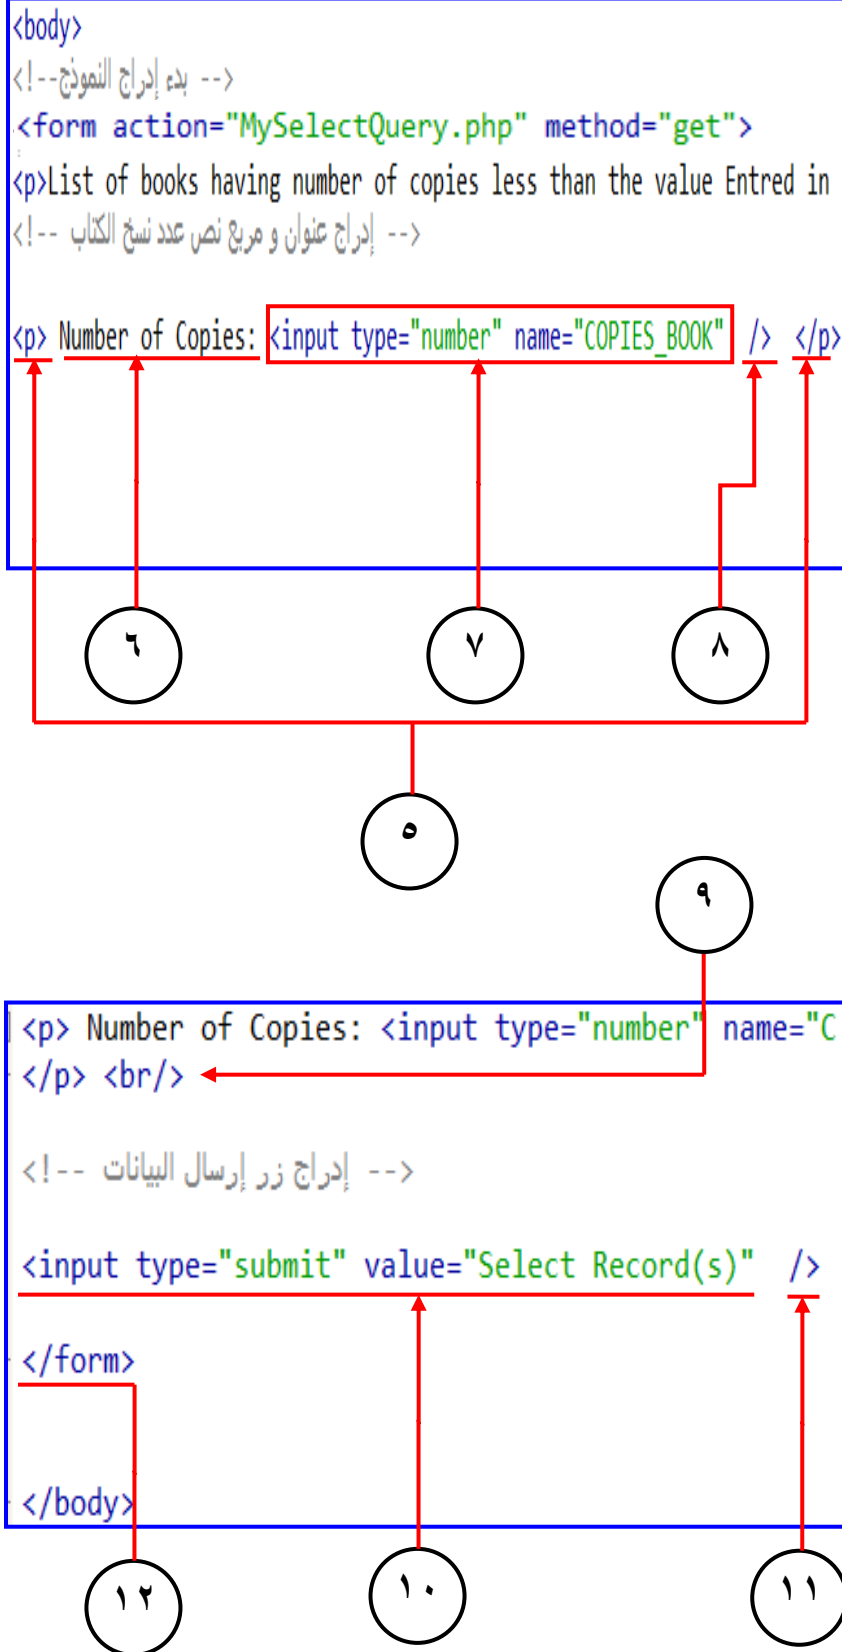 <body>
<!--بدء إدراج النموذج -->
<form action="MySelectQuery.php" method="get">
<p>List of books having number of copies less than the value Entred in
<!-- إدراج عنوان و مربع نص عدد نسخ الكتاب -->
<p> Number of Copies: <input type="number" name="COPIES_BOOK" /> </p>
٦ ٧ ٨
٥
٩
<p> Number of Copies: <input type="number" name="C
</p> <br/>
<!-- إدراج زر إرسال البيانات -->
<input type="submit" value="Select Record(s)" />
</form>
</body>
١٢ ١٠ ١١